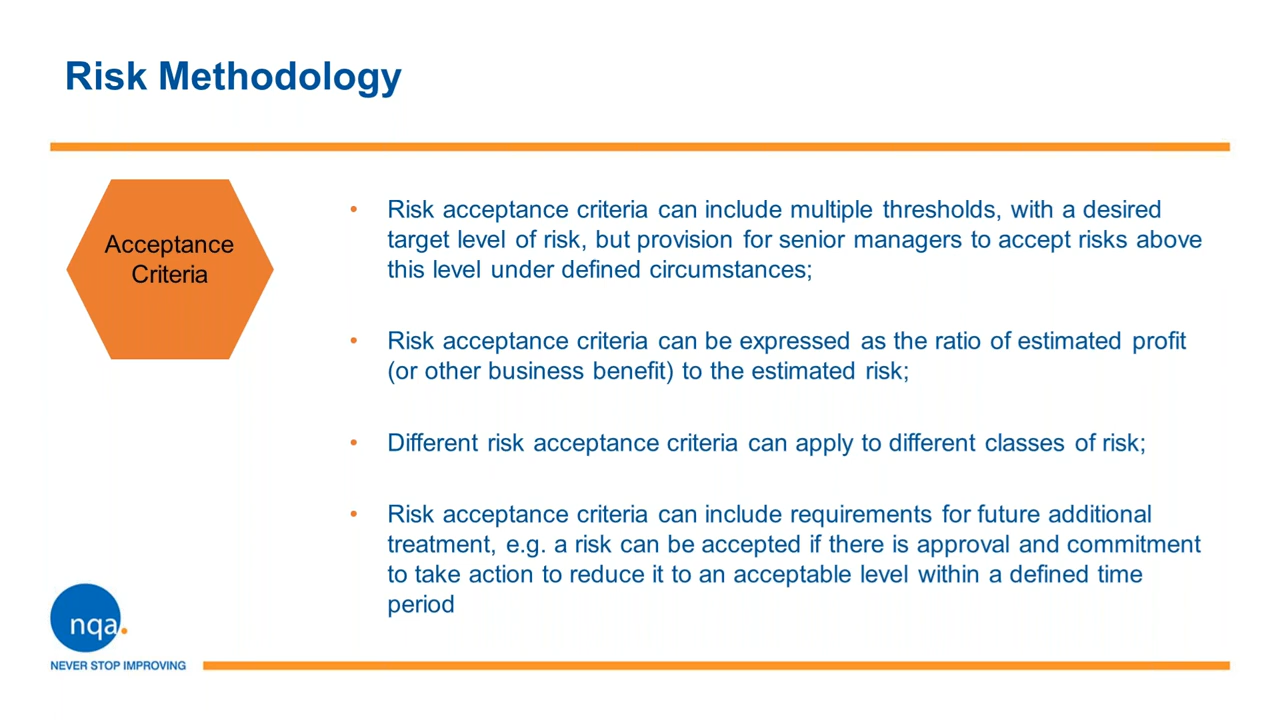 Risk Methodology
Acceptance
Criteria
• Risk acceptance criteria can include multiple thresholds, with a desired
target level of risk, but provision for senior managers to accept risks above
this level under defined circumstances;
• Risk acceptance criteria can be expressed as the ratio of estimated profit
(or other business benefit) to the estimated risk;
• Different risk acceptance criteria can apply to different classes of risk;
• Risk acceptance criteria can include requirements for future additional
treatment, e.g. a risk can be accepted if there is approval and commitment
to take action to reduce it to an acceptable level within a defined time
period
nqa.
NEVER STOP IMPROVING